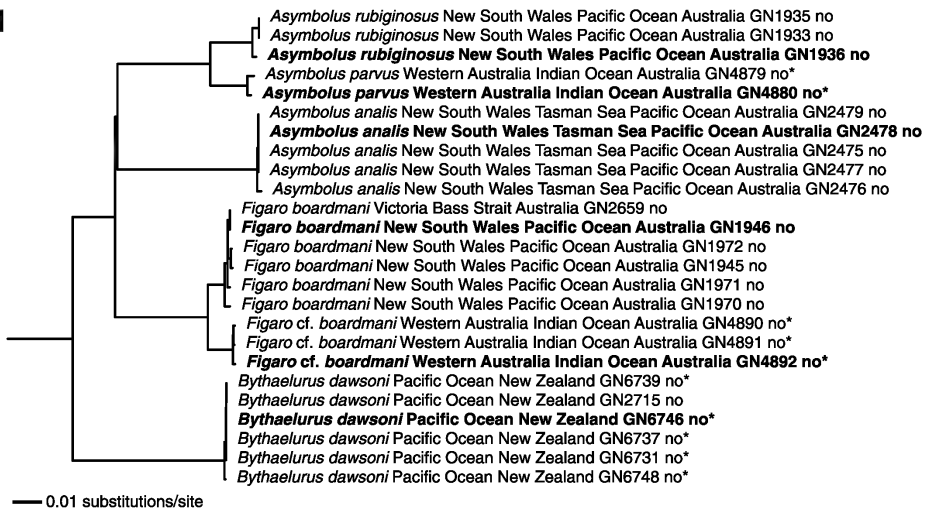 Asymbolus rubiginosus New South Wales Pacific Ocean Australia GN1935 no
Asymbolus rubiginosus New South Wales Pacific Ocean Australia GN1933 no
Asymbolus rubiginosus New South Wales Pacific Ocean Australia GN1936 no
Asymbolus parvus Western Australia Indian Ocean Australia GN4879 no*
Asymbolus parvus Western Australia Indian Ocean Australia GN4880 no*
Asymbolus analis New South Wales Tasman Sea Pacific Ocean Australia GN2479 no
Asymbolus analis New South Wales Tasman Sea Pacific Ocean Australia GN2478 no
Asymbolus analis New South Wales Tasman Sea Pacific Ocean Australia GN2475 no
Asymbolus analis New South Wales Tasman Sea Pacific Ocean Australia GN2477 no
Asymbolus analis New South Wales Tasman Sea Pacific Ocean Australia GN2476 no
Figaro boardmani Victoria Bass Strait Australia GN2659 no
Figaro boardmani New South Wales Pacific Ocean Australia GN1946 no
Figaro boardmani New South Wales Pacific Ocean Australia GN1972 no
Figaro boardmani New South Wales Pacific Ocean Australia GN1945 no
Figaro boardmani New South Wales Pacific Ocean Australia GN1971 no
Figaro boardmani New South Wales Pacific Ocean Australia GN1970 no
Figaro cf. boardmani Western Australia Indian Ocean Australia GN4890 no*
Figaro cf. boardmani Western Australia Indian Ocean Australia GN4891 no*
Figaro cf. boardmani Western Australia Indian Ocean Australia GN4892 no*
Bythaelurus dawsoni Pacific Ocean New Zealand GN6739 no*
Bythaelurus dawsoni Pacific Ocean New Zealand GN2715 no
Bythaelurus dawsoni Pacific Ocean New Zealand GN6746 no*
Bythaelurus dawsoni Pacific Ocean New Zealand GN6737 no*
Bythaelurus dawsoni Pacific Ocean New Zealand GN6731 no*
Bythaelurus dawsoni Pacific Ocean New Zealand GN6748 no*
0.01 substitutions/site